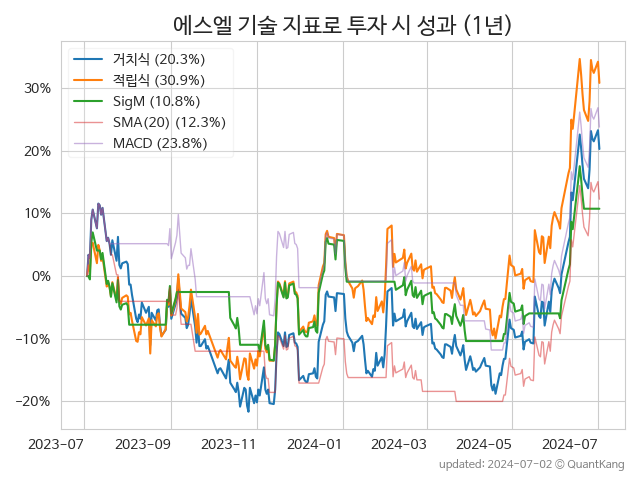 에스엘 기술 지표로 투자 시 성과 (1년)
거치식 (20.3%)
적립식 (30.9%)
SigM (10.8%)
SMA(20) (12.3%)
MACD (23.8%)
30%
20%
10%
0%
−10%
−20%
2023-07 2023-09 2023-11 2024-01 2024-03 2024-05 2024-07
updated: 2024-07-02 © QuantKang